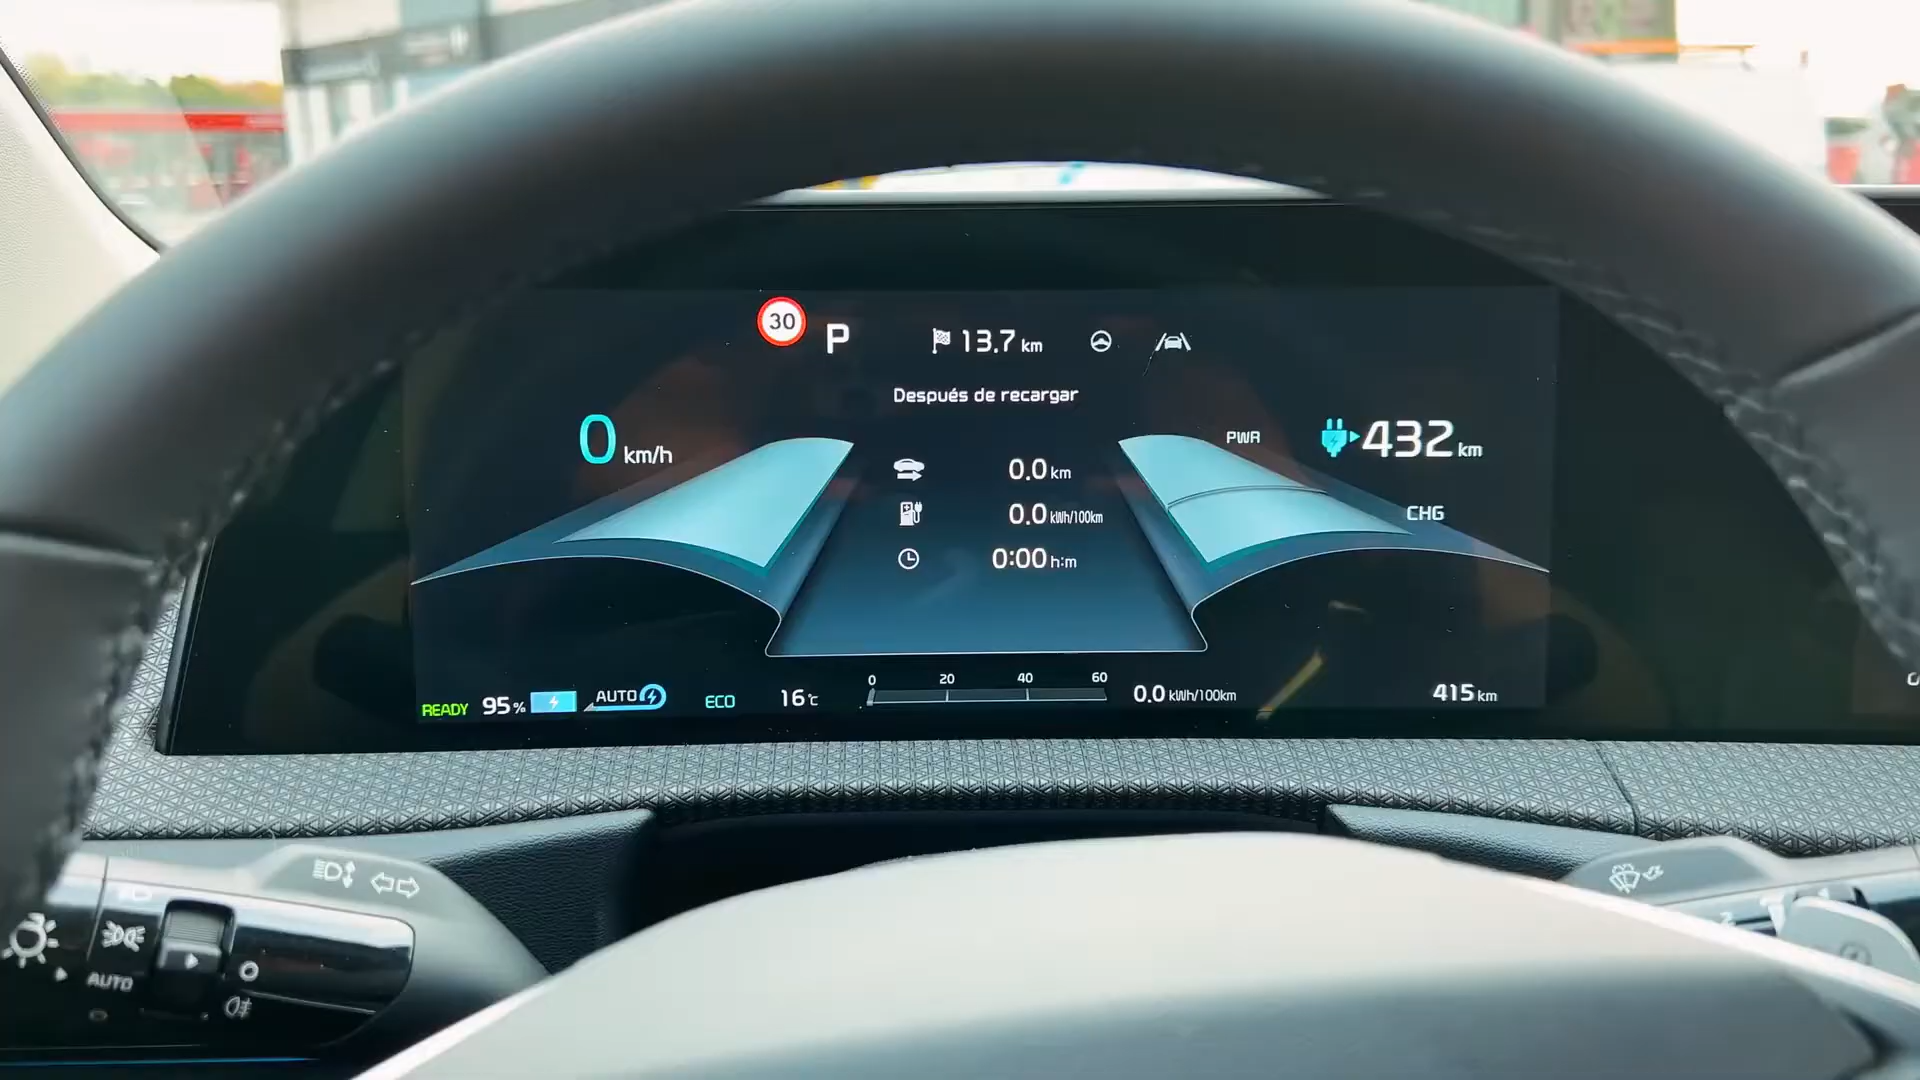 30 P 13.7 km
Después de recargar
0 km/h
PWR
432 km
0.0 km
0.0 kWh/100km
CHG
0:00 h:m
READY 95% AUTO ECO 16℃
0 20 40 60
0.0 kWh/100km
415 km
AUTO